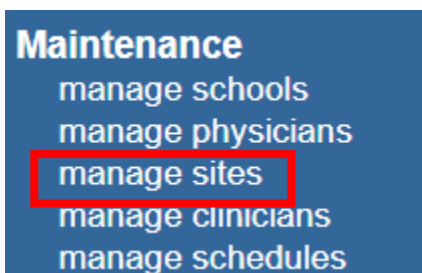 Maintenance
manage schools
manage physicians
manage sites
manage clinicians
manage schedules